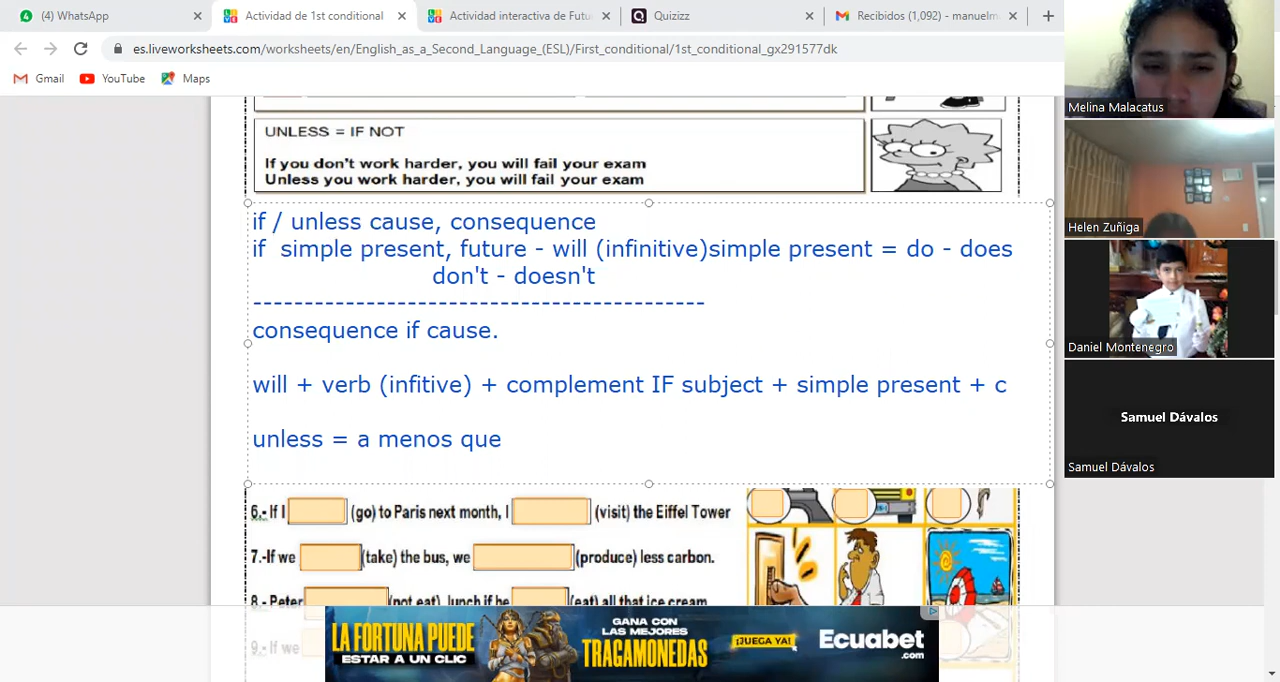 (4) WhatsApp
Actividad de 1st conditional
Actividad interactiva de Futu
Quizizz
Recibidos (1,092) - manuelm
es.liveworksheets.com/worksheets/en/English_as_a_Second_Language_(ESL)/First_conditional/1st_conditional_gx291577dk
Gmail
YouTube
Maps
UNLESS = IF NOT
If you don't work harder, you will fail your exam
Unless you work harder, you will fail your exam
if / unless cause, consequence
if simple present, future - will (infinitive)simple present = do - does
don't - doesn't
-------------------------------------------
consequence if cause.
will + verb (infitive) + complement IF subject + simple present + c
unless = a menos que
6.- If I (go) to Paris next month, I (visit) the Eiffel Tower
7.-If we (take) the bus, we (produce) less carbon.
8.- Peter (not eat) lunch if he (eat) all that ice cream
9.- If we
LA FORTUNA PUEDE
ESTAR A UN CLIC
GANA CON
LAS MEJORES
TRAGAMONEDAS
¡JUEGA YA!
Ecuabet
.com
Melina Malacatus
Helen Zuñiga
Daniel Montenegro
Samuel Dávalos
Samuel Dávalos